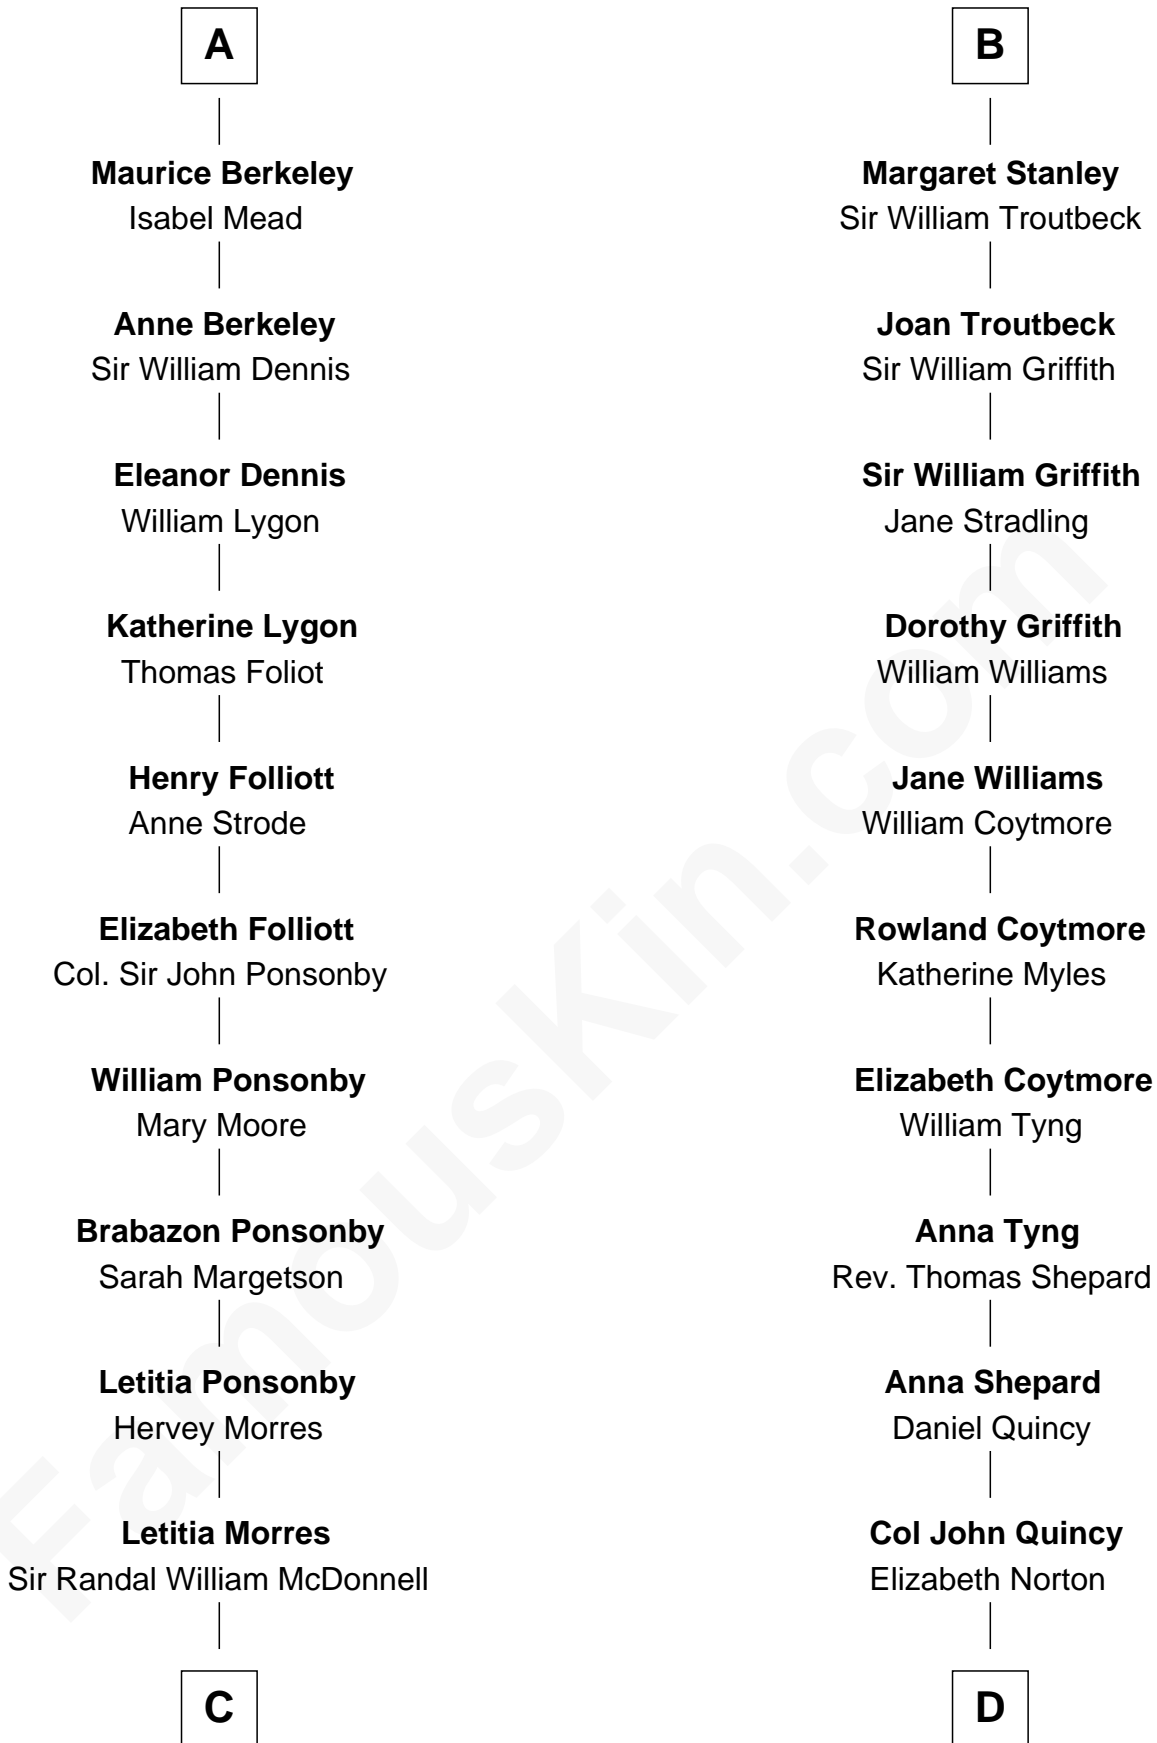 A
Maurice Berkeley
Isabel Mead
Anne Berkeley
Sir William Dennis
Eleanor Dennis
William Lygon
Katherine Lygon
Thomas Foliot
Henry Folliott
Anne Strode
Elizabeth Folliott
Col. Sir John Ponsonby
William Ponsonby
Mary Moore
Brabazon Ponsonby
Sarah Margetson
Letitia Ponsonby
Hervey Morres
Letitia Morres
Sir Randal William McDonnell
C
B
Margaret Stanley
Sir William Troutbeck
Joan Troutbeck
Sir William Griffith
Sir William Griffith
Jane Stradling
Dorothy Griffith
William Williams
Jane Williams
William Coytmore
Rowland Coytmore
Katherine Myles
Elizabeth Coytmore
William Tyng
Anna Tyng
Rev. Thomas Shepard
Anna Shepard
Daniel Quincy
Col John Quincy
Elizabeth Norton
D
FamousKin.com